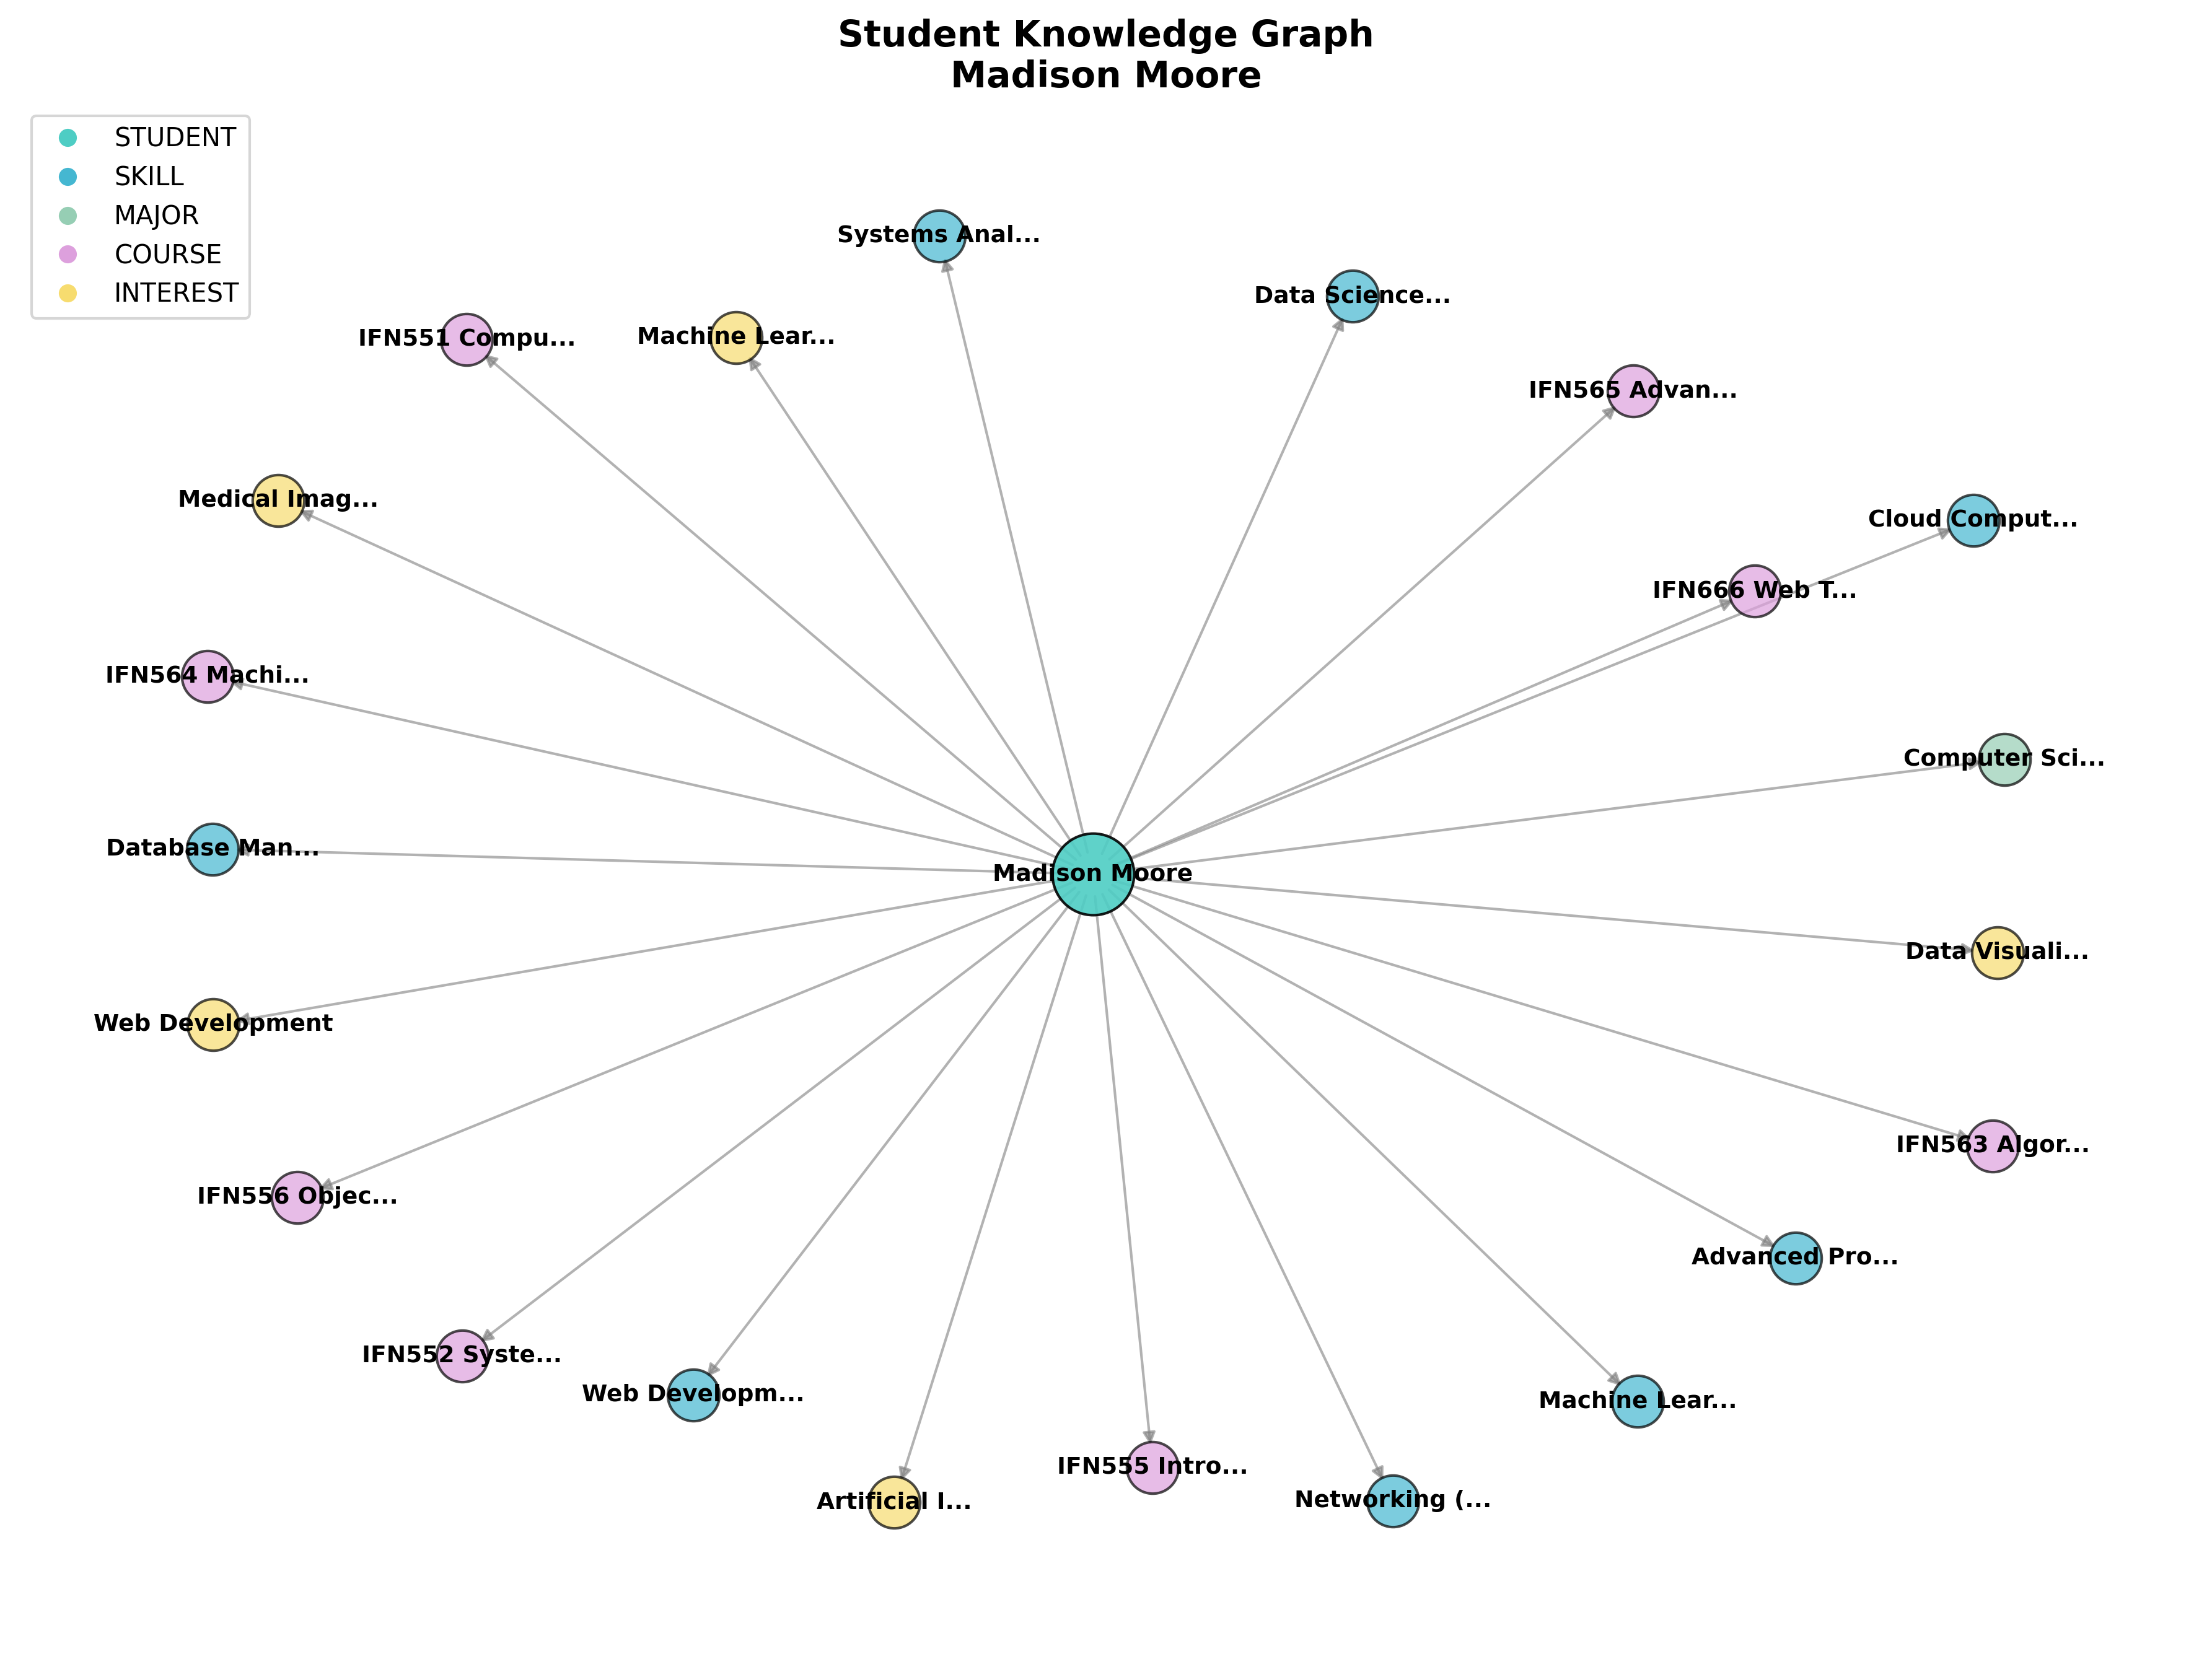 Student Knowledge Graph
Madison Moore
STUDENT
SKILL
MAJOR
COURSE
INTEREST
Systems Anal...
Data Science...
IFN551 Compu...
Machine Lear...
IFN565 Advan...
Medical Imag...
Cloud Comput...
IFN666 Web T...
IFN564 Machi...
Computer Sci...
Database Man...
Madison Moore
Data Visuali...
Web Development
IFN563 Algor...
IFN556 Objec...
Advanced Pro...
IFN552 Syste...
Web Developm...
Machine Lear...
IFN555 Intro...
Artificial I...
Networking (...